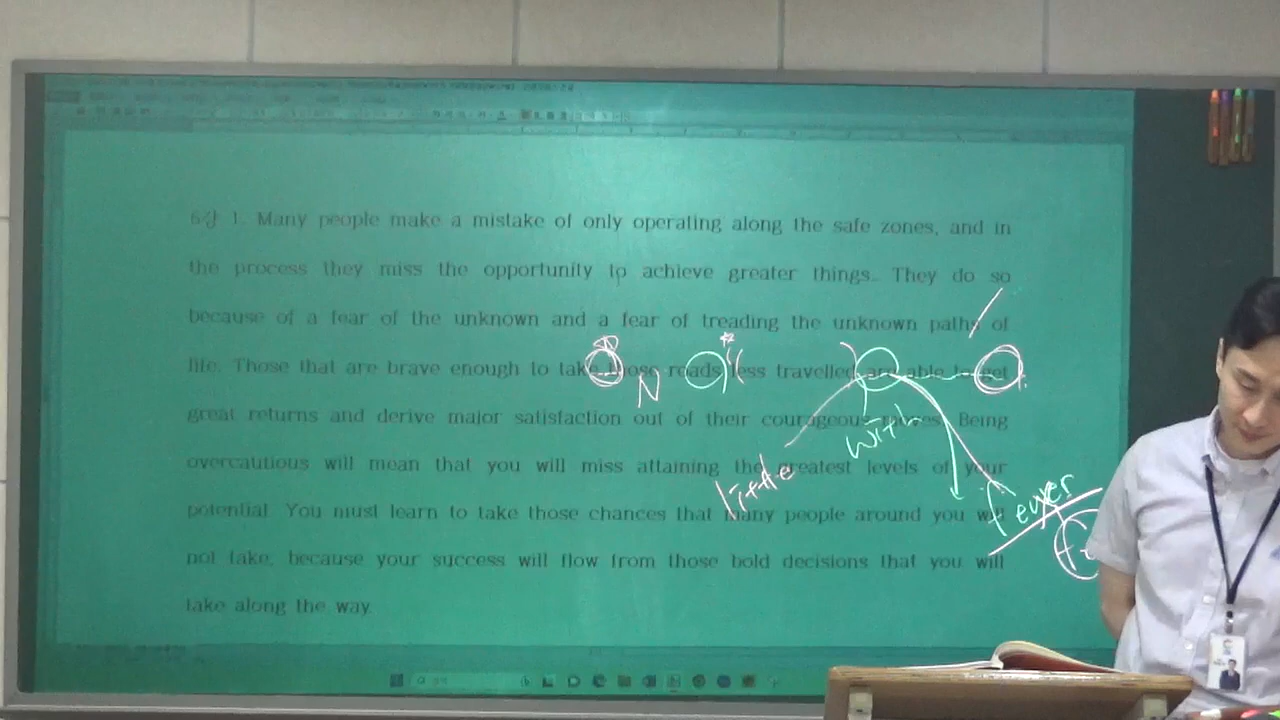 6강 1. Many people make a mistake of only operating along the safe zones, and in
the process they miss the opportunity to achieve greater things. They do so
because of a fear of the unknown and a fear of treading the unknown paths of
life. Those that are brave enough to take those roads less travelled are able to get
N
great returns and derive major satisfaction out of their courageous moves. Being
with
overcautious will mean that you will miss attaining the greatest levels of your
little
potential. You must learn to take those chances that many people around you will
fewer
not take, because your success will flow from those bold decisions that you will
take along the way.